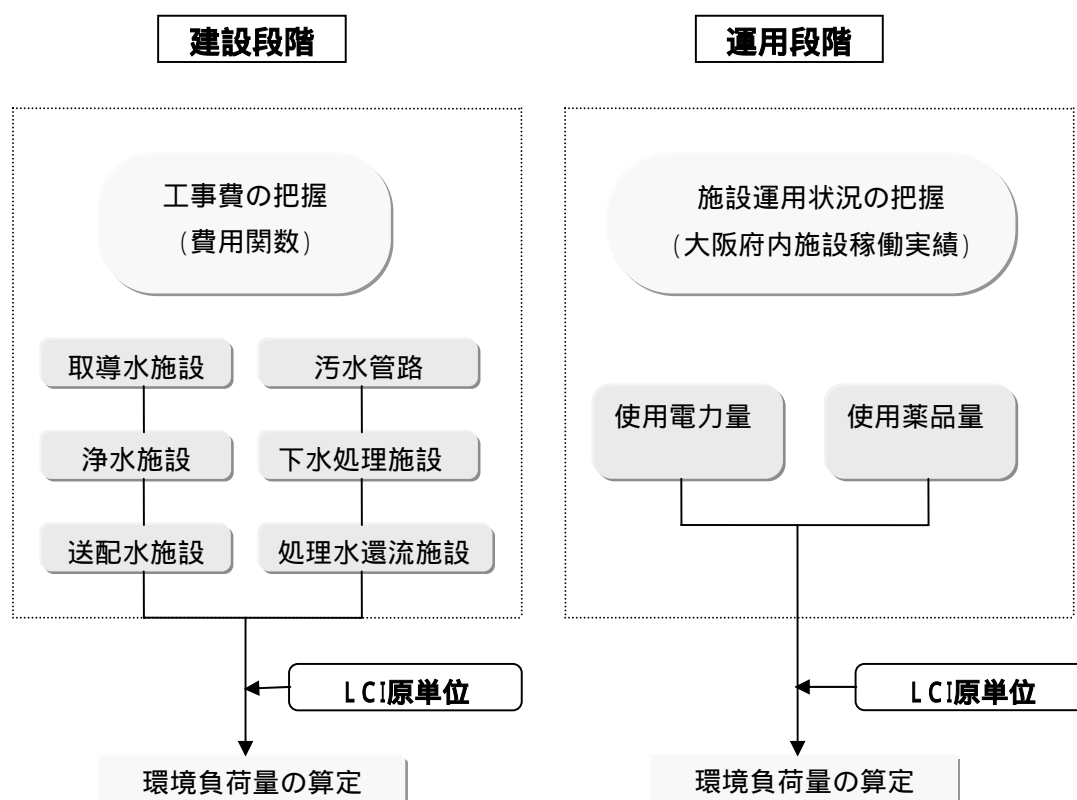 建設段階
工事費の把握
(費用関数)
取導水施設
汚水管路
浄水施設
下水処理施設
送配水施設
処理水還流施設
LCI原単位
環境負荷量の算定
運用段階
施設運用状況の把握
(大阪府内施設稼働実績)
使用電力量
使用薬品量
LCI原単位
環境負荷量の算定